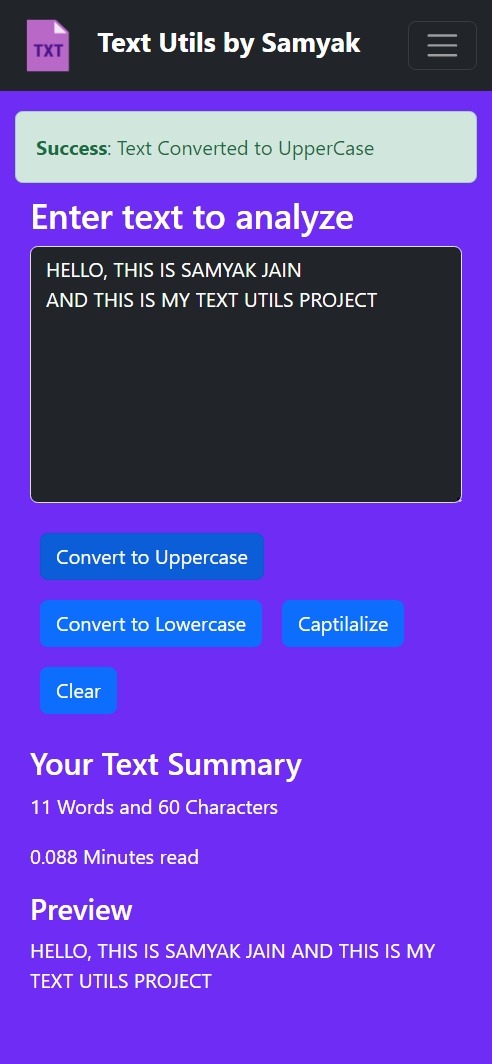 TXT
Text Utils by Samyak
Success: Text Converted to UpperCase
Enter text to analyze
HELLO, THIS IS SAMYAK JAIN
AND THIS IS MY TEXT UTILS PROJECT
Convert to Uppercase
Convert to Lowercase
Captilalize
Clear
Your Text Summary
11 Words and 60 Characters
0.088 Minutes read
Preview
HELLO, THIS IS SAMYAK JAIN AND THIS IS MY
TEXT UTILS PROJECT